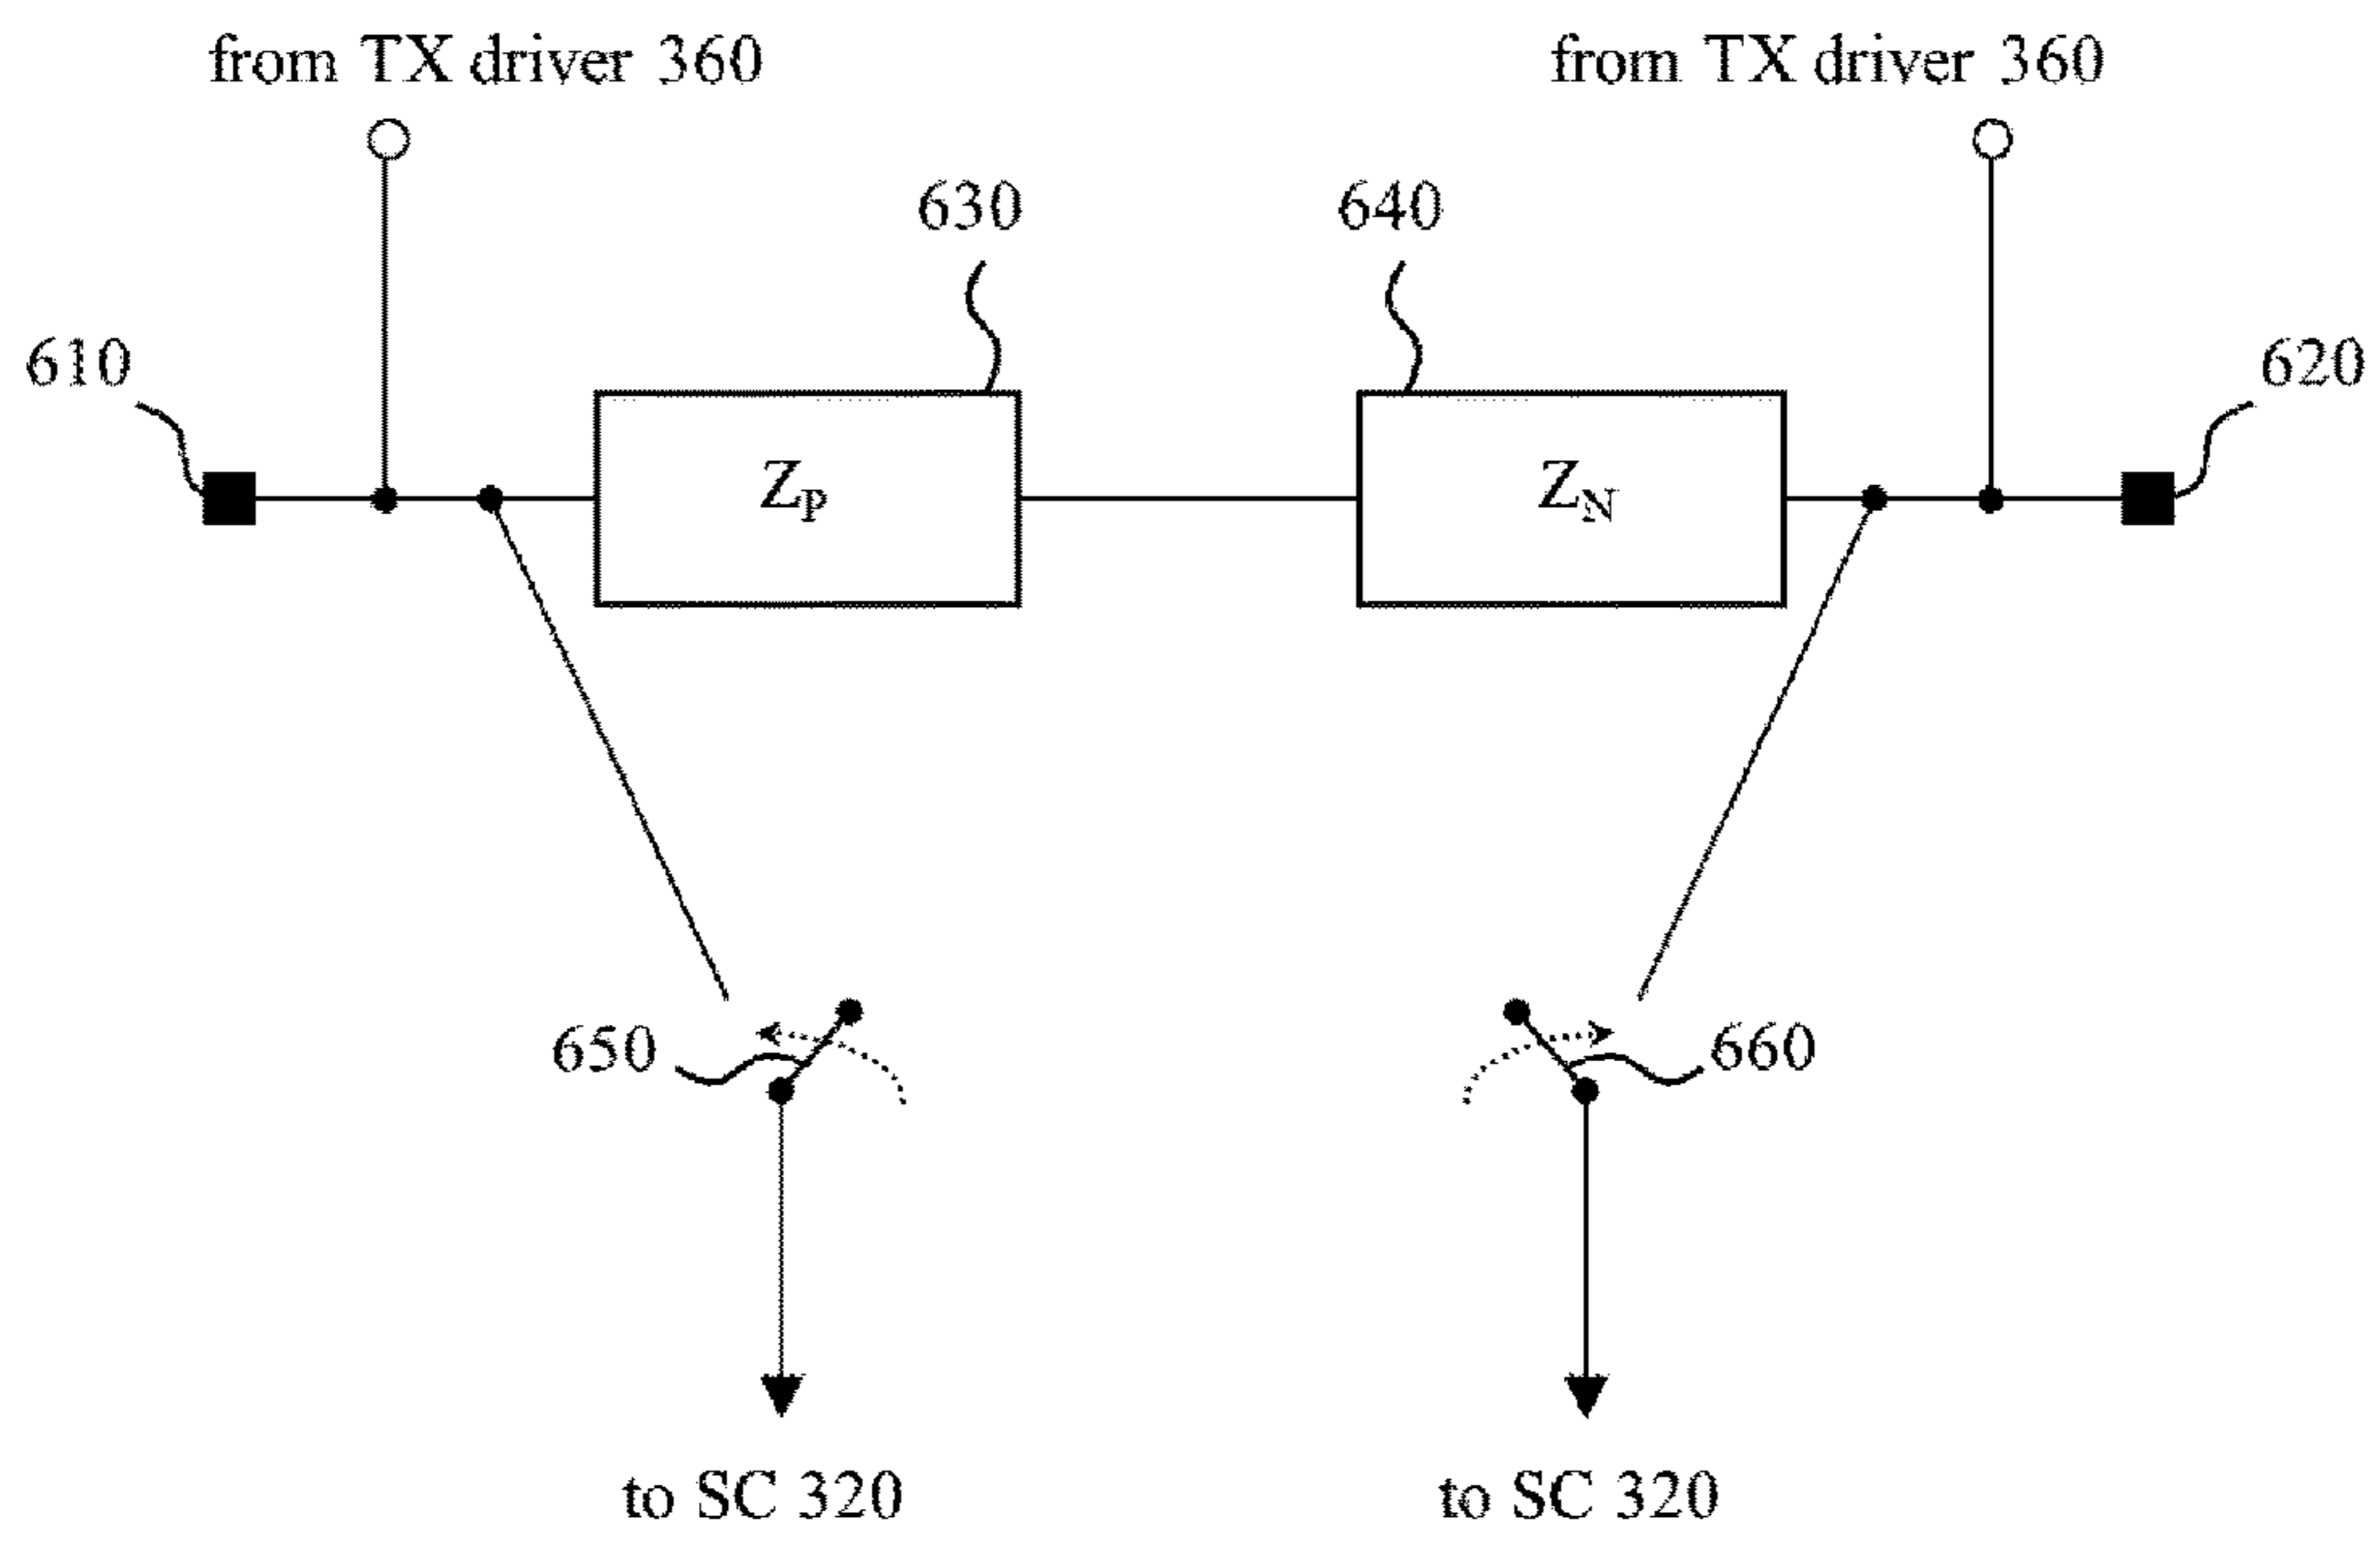 from TX driver 360
from TX driver 360
630
640
610
620
Z_P
Z_N
650
660
to SC 320
to SC 320